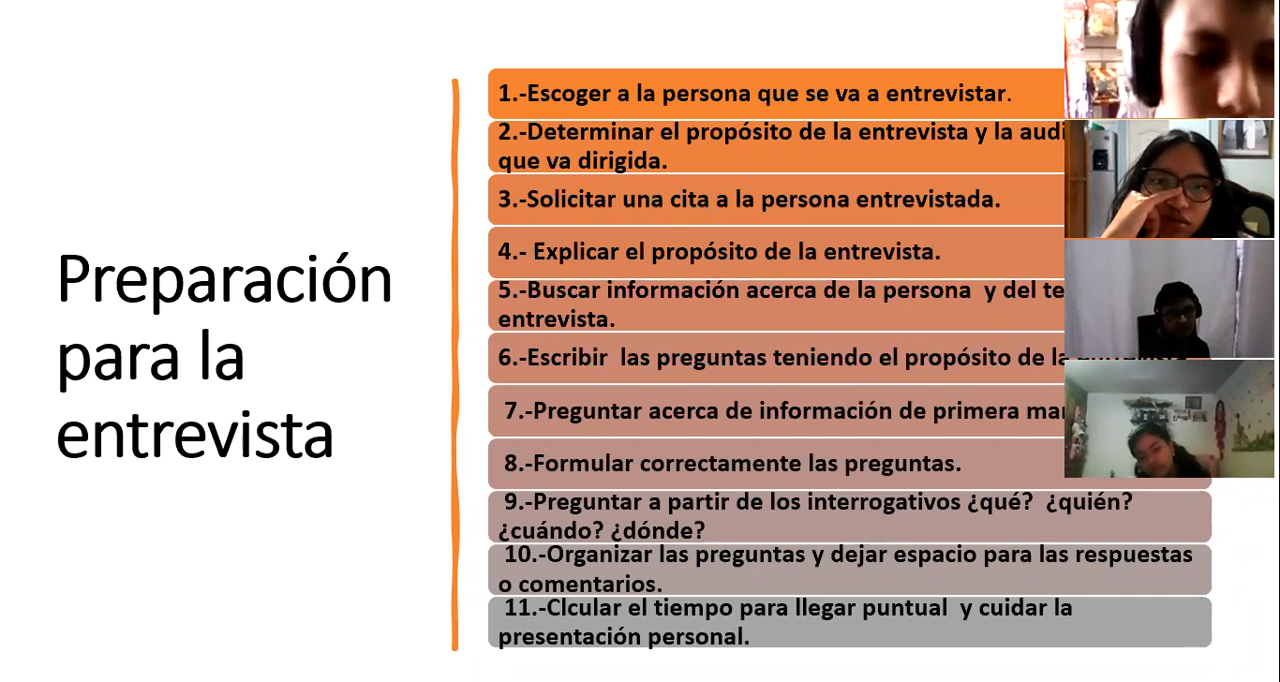 Preparación
para la
entrevista
1.-Escoger a la persona que se va a entrevistar.
2.-Determinar el propósito de la entrevista y la
que va dirigida.
3.-Solicitar una cita a la persona entrevistada.
4.- Explicar el propósito de la entrevista.
5.-Buscar información acerca de la persona y del
entrevista.
6.-Escribir las preguntas teniendo el propósito de la
7.-Preguntar acerca de información de primera
8.-Formular correctamente las preguntas.
9.-Preguntar a partir de los interrogativos ¿qué? ¿quién?
¿cuándo? ¿dónde?
10.-Organizar las preguntas y dejar espacio para las respuestas
o comentarios.
11.-Clcular el tiempo para llegar puntual y cuidar la
presentación personal.